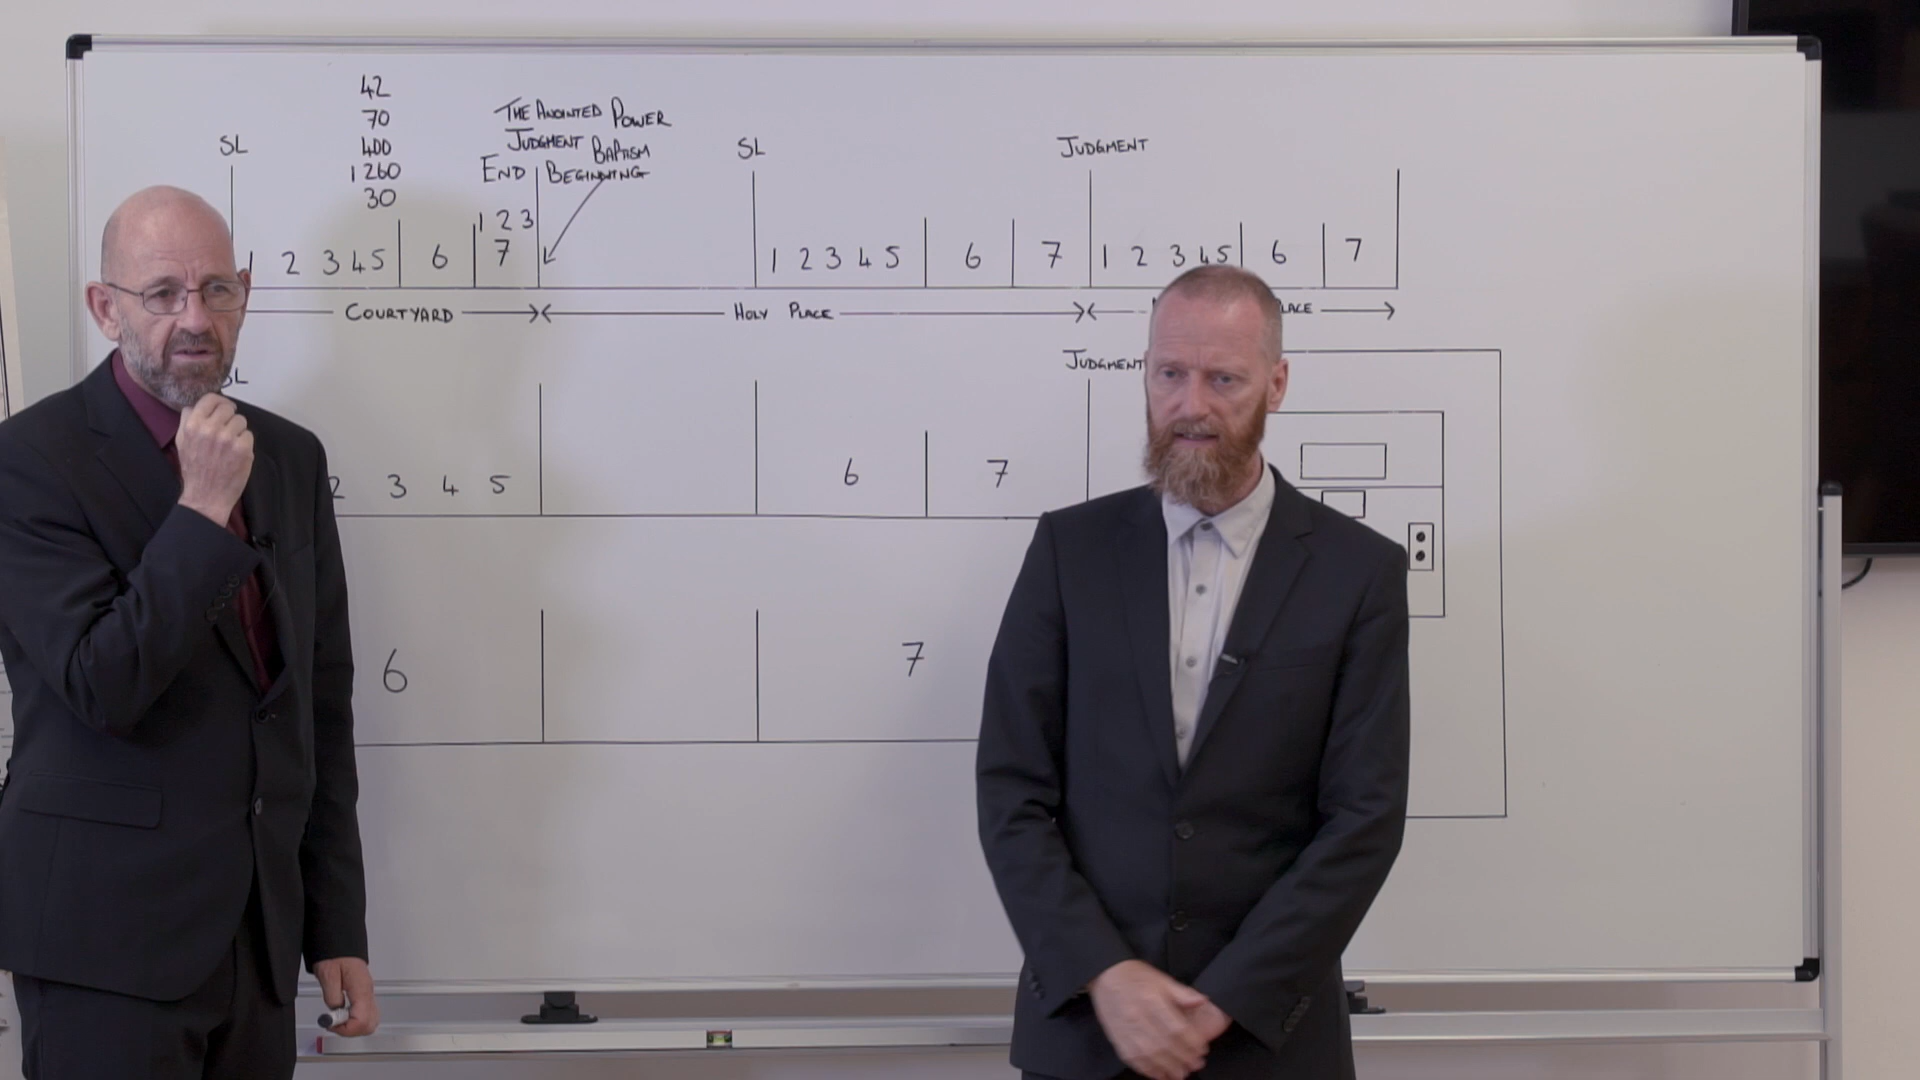 42
70
400
1260
30
THE ANOINTED POWER
JUDGMENT BAPTISM
END BEGINNING
SL
SL
JUDGMENT
1 2 3
1 2 3 4 5 6 7
1 2 3 4 5 6 7
1 2 3 4 5 6 7
COURTYARD
HOLY PLACE
LACE
SL
JUDGMENT
2 3 4 5
6 7
6
7